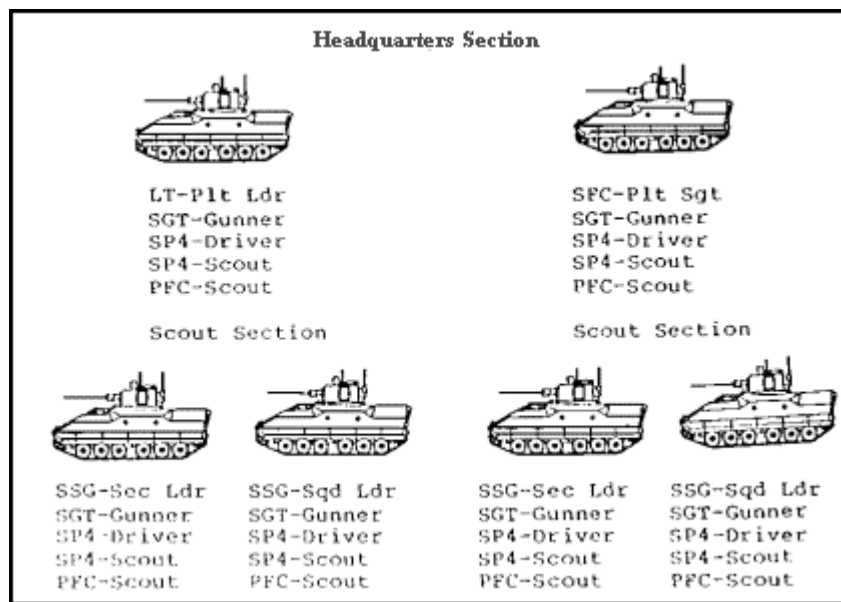 Headquarters Section
LT-Plt Ldr
SGT-Gunner
SP4-Driver
SP4-Scout
PFC-Scout
SFC-Plt Sgt
SGT-Gunner
SP4-Driver
SP4-Scout
PFC-Scout
Scout Section
Scout Section
SSG-Sec Ldr
SGT-Gunner
SP4-Driver
SP4-Scout
PFC-Scout
SSG-Sqd Ldr
SGT-Gunner
SP4-Driver
SP4-Scout
PFC-Scout
SSG-Sec Ldr
SGT-Gunner
SP4-Driver
SP4-Scout
PFC-Scout
SSG-Sqd Ldr
SGT-Gunner
SP4-Driver
SP4-Scout
PFC-Scout